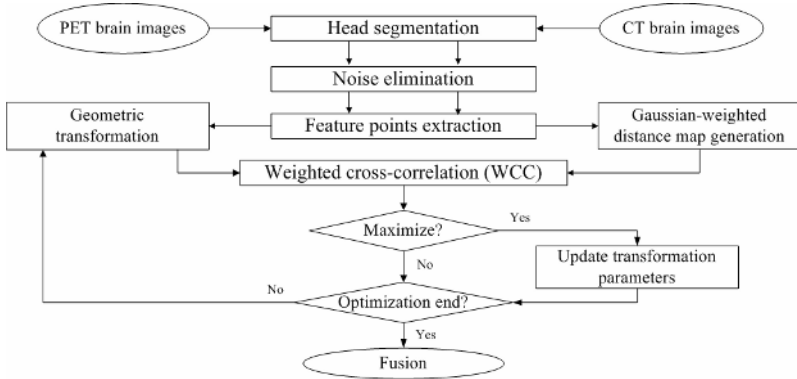 PET brain images
Head segmentation
CT brain images
Noise elimination
Geometric
transformation
Feature points extraction
Gaussian-weighted
distance map generation
Weighted cross-correlation (WCC)
Maximize?
Yes
Update transformation
parameters
No
No
Optimization end?
Yes
Fusion